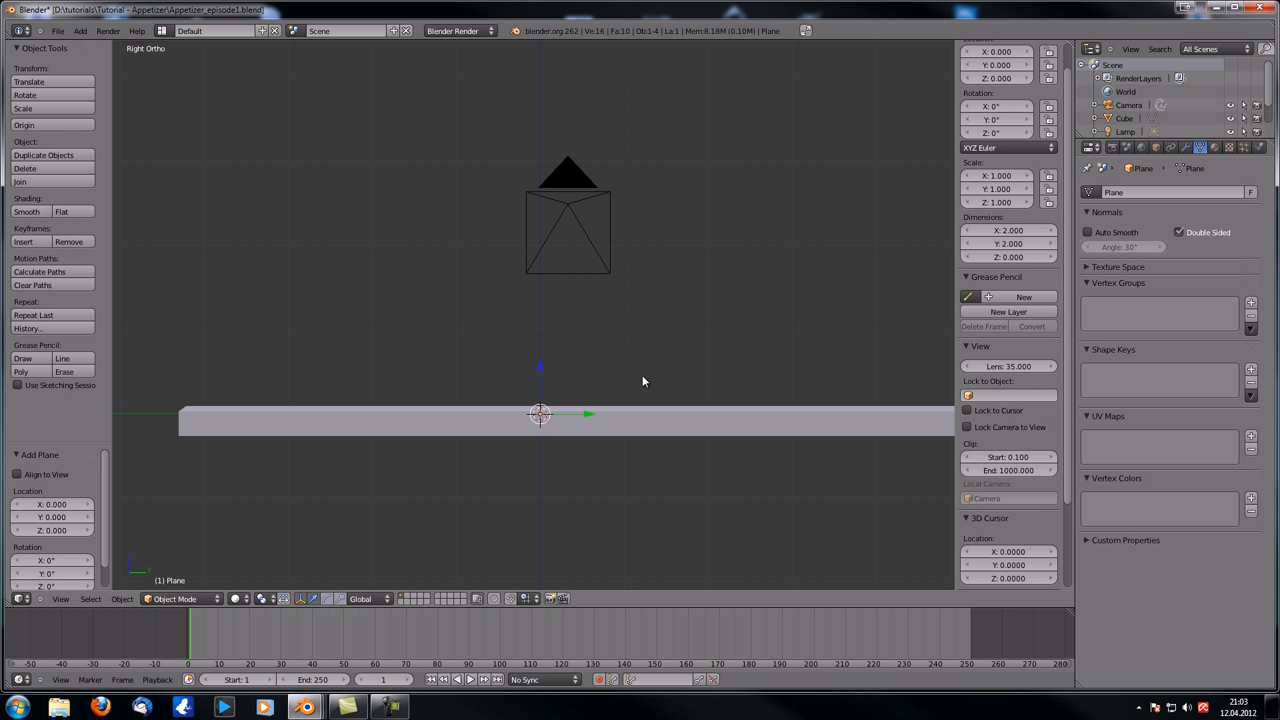 Blender* [D:\tutorials\Tutorial - Appetizer\Appetizer_episode1.blend]
File Add Render Help Default Scene Blender Render blender.org 262 | Ve:16 | Fa:10 | Ob:1-4 | La:1 | Mem:8.18M (0.10M) | Plane
Object Tools
Transform:
Translate
Rotate
Scale
Origin
Object:
Duplicate Objects
Delete
Join
Shading:
Smooth Flat
Keyframes:
Insert Remove
Motion Paths:
Calculate Paths
Clear Paths
Repeat:
Repeat Last
History...
Grease Pencil:
Draw Line
Poly Erase
Use Sketching Sessio
Add Plane
Align to View
Location
X: 0.000
Y: 0.000
Z: 0.000
Rotation
X: 0°
Y: 0°
Z: 0°
Right Ortho
(1) Plane
X: 0.000
Y: 0.000
Z: 0.000
Rotation:
X: 0°
Y: 0°
Z: 0°
XYZ Euler
Scale:
X: 1.000
Y: 1.000
Z: 1.000
Dimensions:
X: 2.000
Y: 2.000
Z: 0.000
Grease Pencil
New
New Layer
Delete Frame Convert
View
Lens: 35.000
Lock to Object:
Lock to Cursor
Lock Camera to View
Clip:
Start: 0.100
End: 1000.000
Local Camera:
Camera
3D Cursor
Location:
X: 0.0000
Y: 0.0000
Z: 0.0000
View Search All Scenes
Scene
RenderLayers
World
Camera
Cube
Lamp
Plane Plane
Plane F
Normals
Auto Smooth Double Sided
Angle: 30°
Texture Space
Vertex Groups
Shape Keys
UV Maps
Vertex Colors
Custom Properties
View Select Object Object Mode Global
-50 -40 -30 -20 -10 0 10 20 30 40 50 60 70 80 90 100 110 120 130 140 150 160 170 180 190 200 210 220 230 240 250 260 270 280
View Marker Frame Playback Start: 1 End: 250 1 No Sync
21:03
12.04.2012